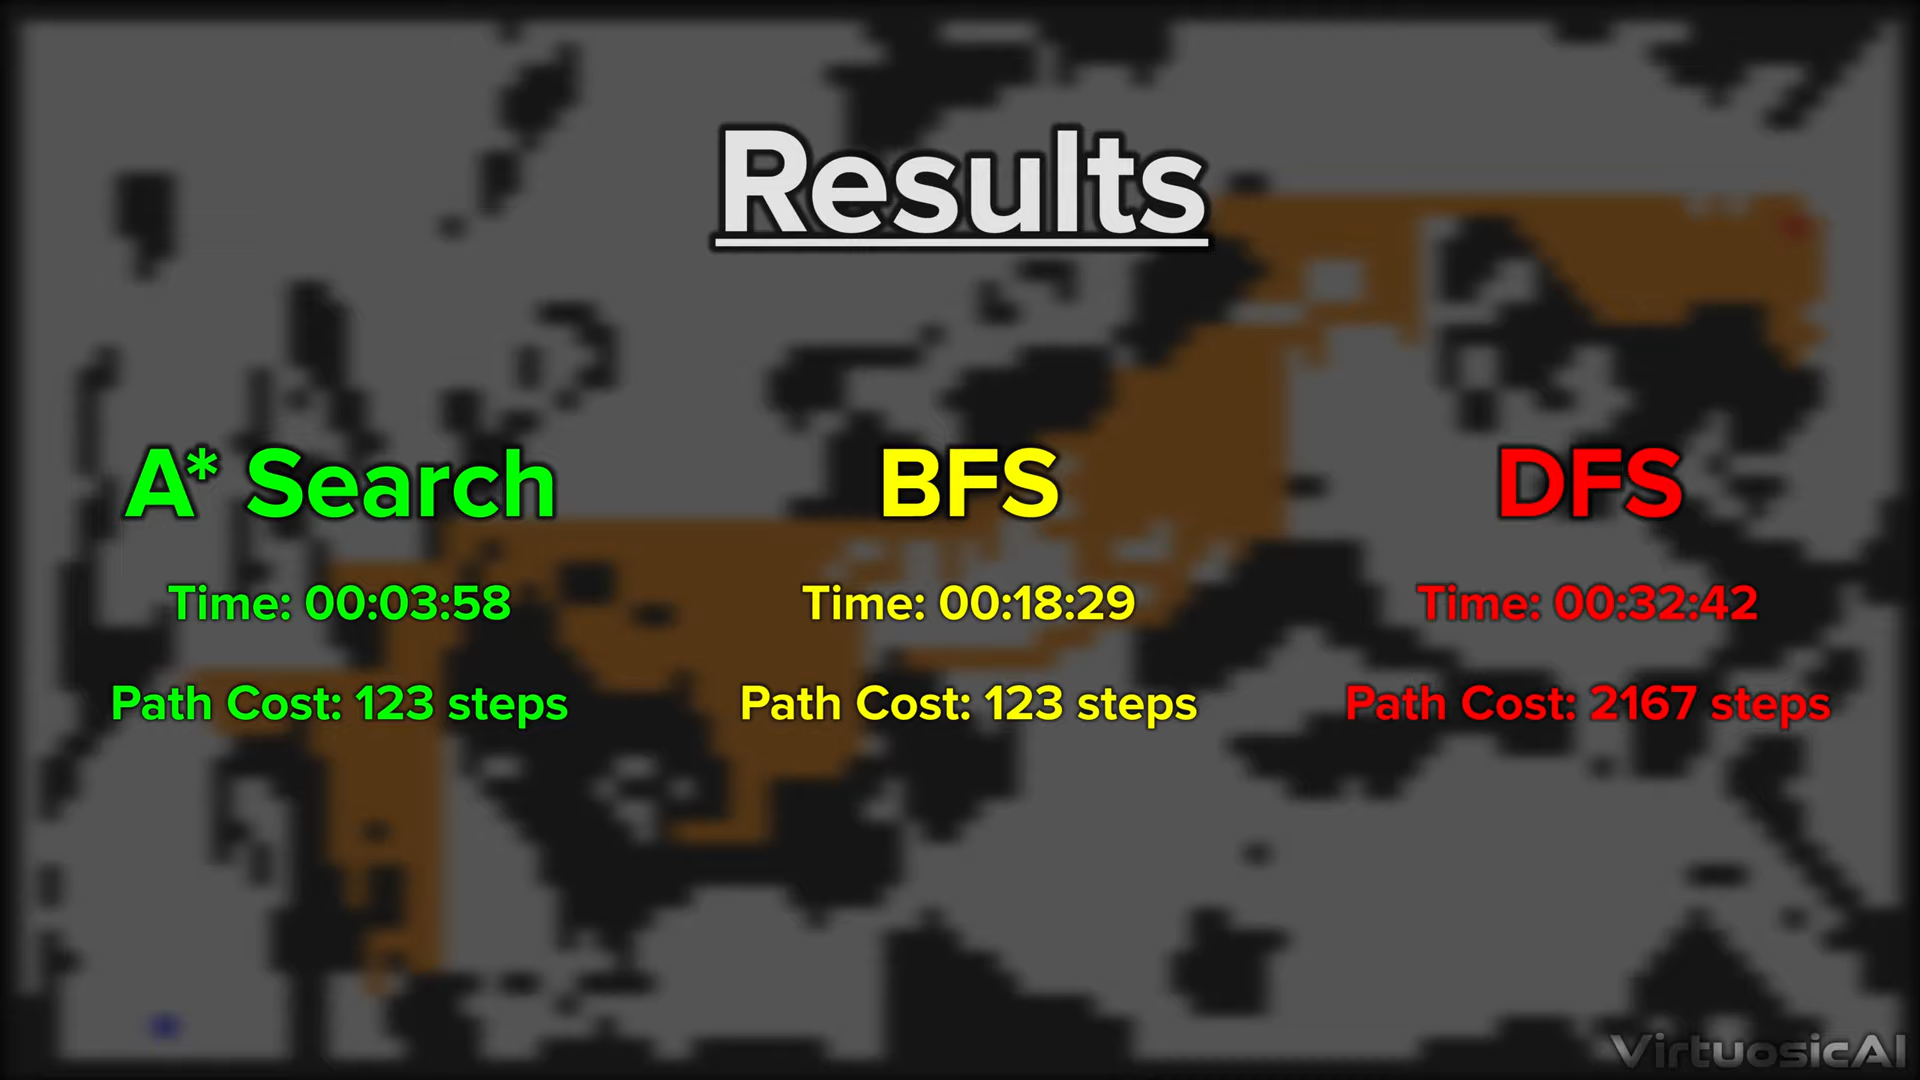 Results
A* Search
Time: 00:03:58
Path Cost: 123 steps
BFS
Time: 00:18:29
Path Cost: 123 steps
DFS
Time: 00:32:42
Path Cost: 2167 steps
VirtuosicAI